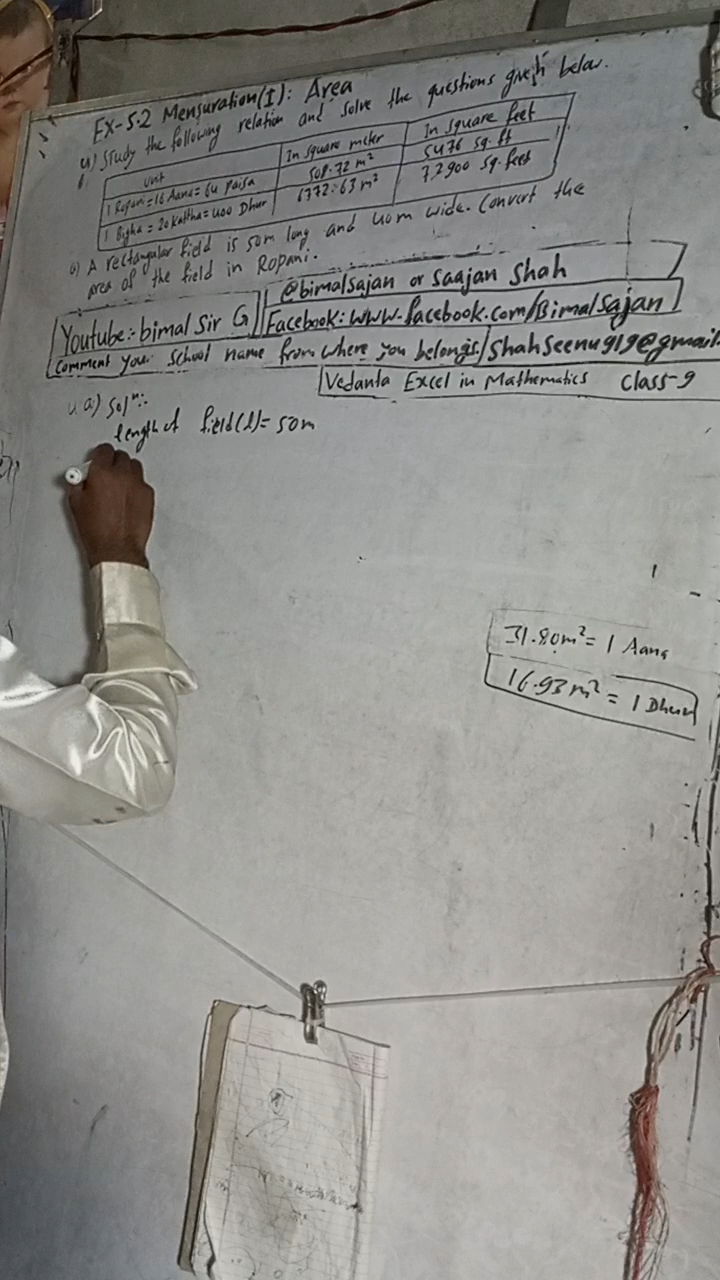 Ex-5.2 Mensuration(I): Area
4) Study the following relation and solve the questions given below.
Unit In square meter In square feet
1 Ropani = 16 Aana = 64 Paisa 508.72 m² 5476 sq. ft
1 Bigha = 20 Kattha = 400 Dhur 6772.63 m² 72900 sq. feet
a) A rectangular field is 50m long and 40m wide. Convert the
area of the field in Ropani.
@bimalsajan or Saajan Shah
Youtube:- bimal Sir G Facebook: www.facebook.com/Bimalsajan
Comment your school name from where you belongs. Shahseenu919@gmail.
Vedanta Excel in Mathematics Class-9
4 a) Solⁿ:-
length of field(l)= 50m
31.80m² = 1 Aana
16.93 m² = 1 Dhur